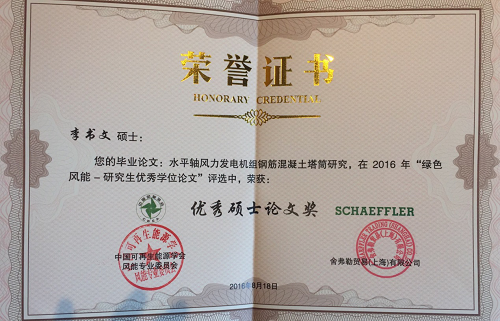 荣誉证书
HONORARY CREDENTIAL
李书文 硕士：
您的毕业论文：水平轴风力发电机组钢筋混凝土塔筒研究，在 2016 年“绿色
风能－研究生优秀学位论文”评选中，荣获：
优秀硕士论文奖 SCHAEFFLER
中国可再生能源学会
风能专业委员会
舍弗勒贸易(上海)有限公司
2016年8月18日